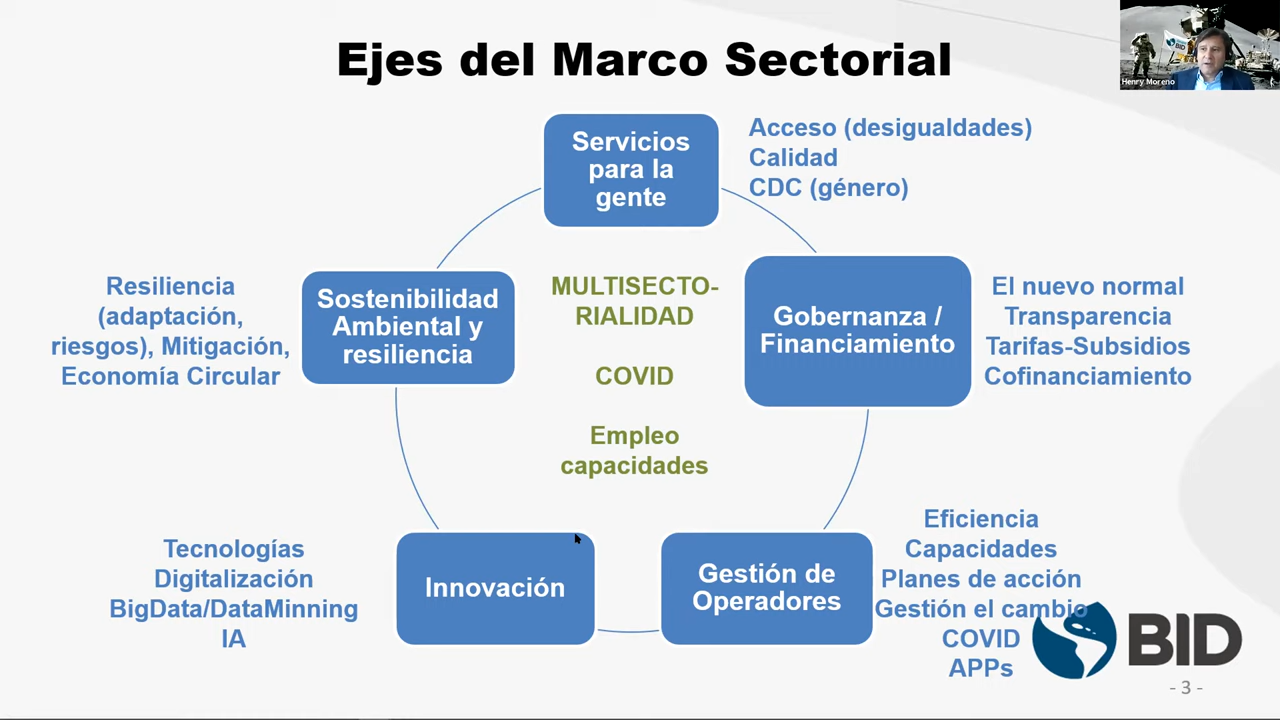 Ejes del Marco Sectorial
BID
Henry Moreno
Servicios
para la
gente
Acceso (desigualdades)
Calidad
CDC (género)
Gobernanza /
Financiamiento
El nuevo normal
Transparencia
Tarifas-Subsidios
Cofinanciamiento
Gestión de
Operadores
Eficiencia
Capacidades
Planes de acción
Gestión el cambio
COVID
APPs
Innovación
Tecnologías
Digitalización
BigData/DataMinning
IA
Sostenibilidad
Ambiental y
resiliencia
Resiliencia
(adaptación,
riesgos), Mitigación,
Economía Circular
MULTISECTO-
RIALIDAD
COVID
Empleo
capacidades
BID
- 3 -